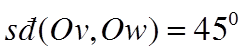 sđ(Ov,Ow) = 45⁰